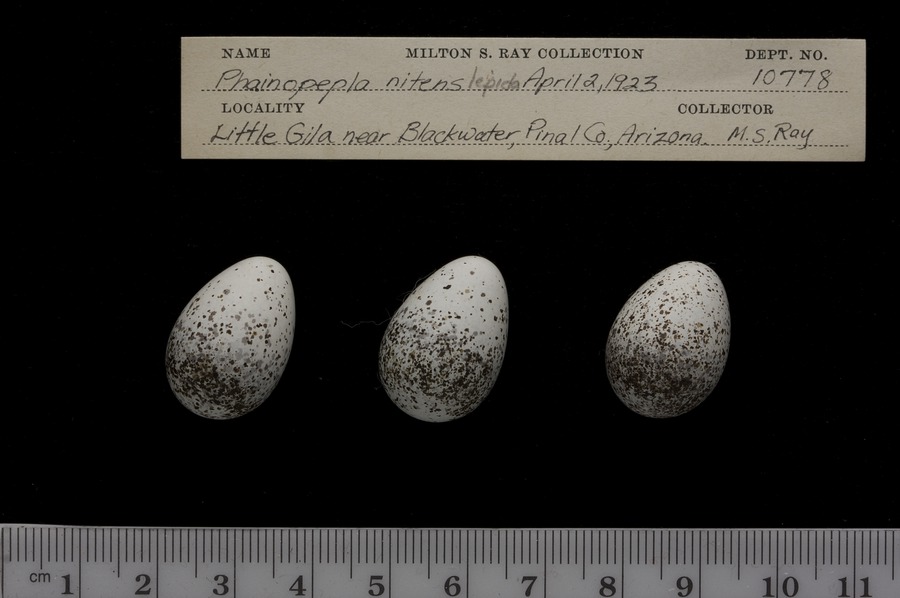 NAME MILTON S. RAY COLLECTION DEPT. NO.
Phainopepla nitens lepida April 2, 1923 10778
LOCALITY COLLECTOR
Little Gila near Blackwater, Pinal Co., Arizona. M.S. Ray
cm 1 2 3 4 5 6 7 8 9 10 11